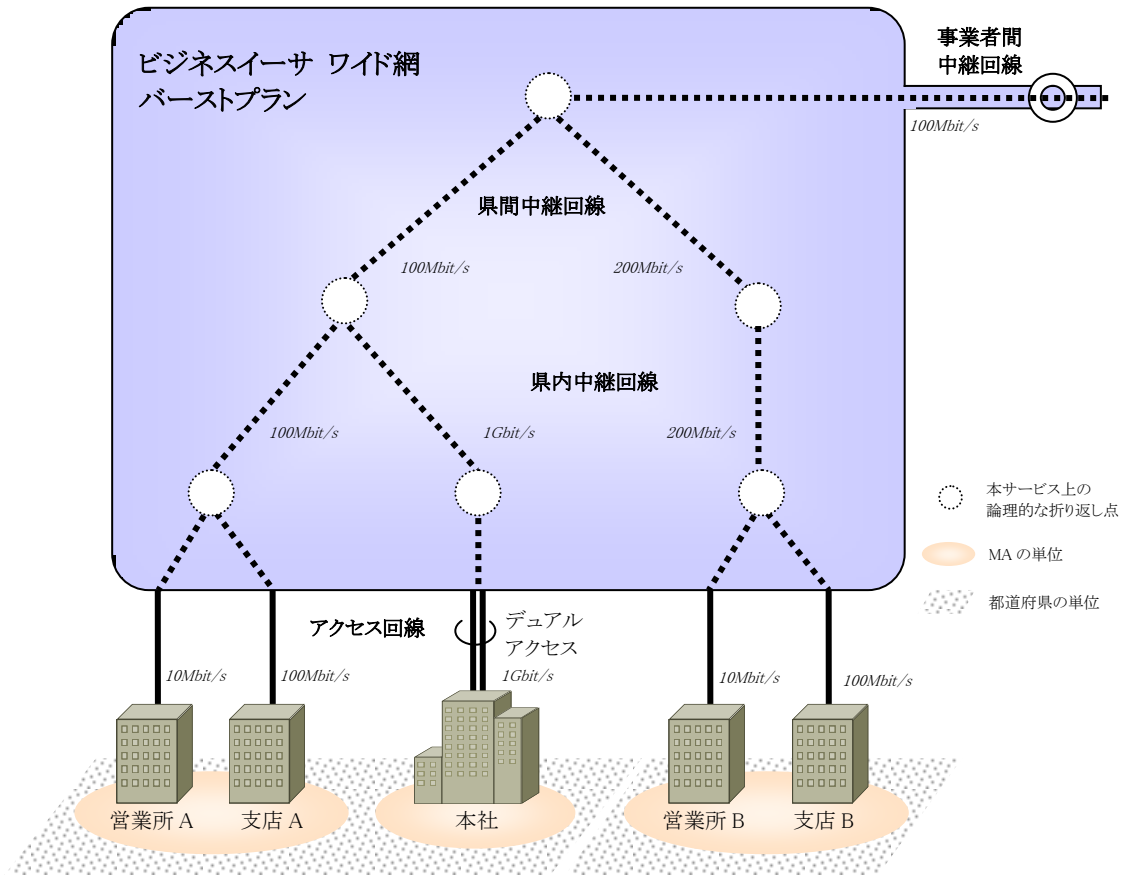 事業者間
中継回線
ビジネスイーサ ワイド網
バーストプラン
100Mbit/s
県間中継回線
100Mbit/s
200Mbit/s
県内中継回線
100Mbit/s
1Gbit/s
200Mbit/s
本サービス上の
論理的な折り返し点
MA の単位
都道府県の単位
アクセス回線
デュアル
アクセス
10Mbit/s
100Mbit/s
1Gbit/s
10Mbit/s
100Mbit/s
営業所 A
支店 A
本社
営業所 B
支店 B